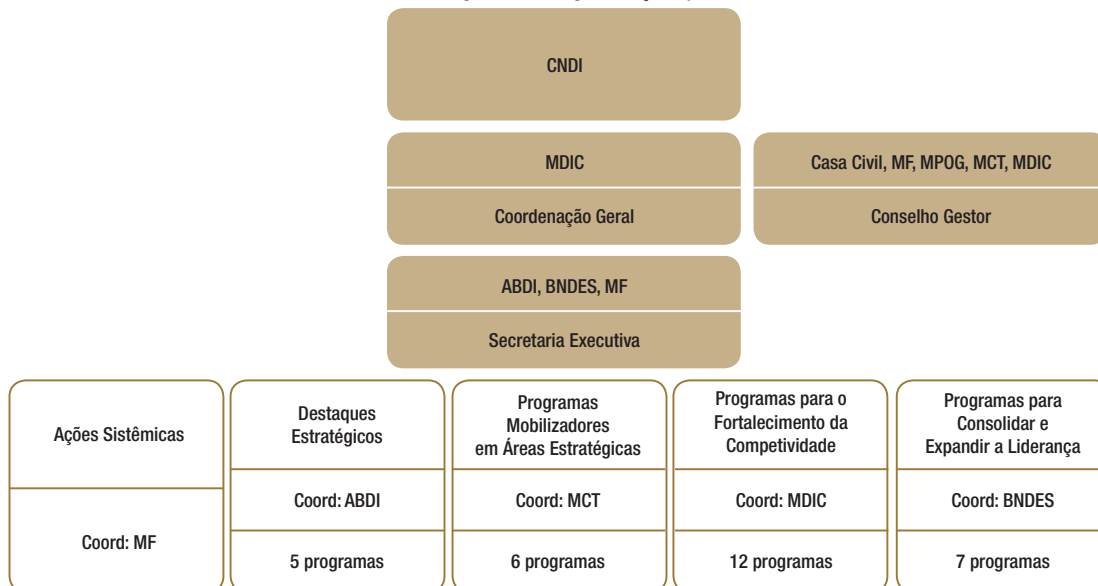 CNDI
MDIC
Coordenação Geral
Casa Civil, MF, MPOG, MCT, MDIC
Conselho Gestor
ABDI, BNDES, MF
Secretaria Executiva
Ações Sistêmicas
Coord: MF
Destaques
Estratégicos
Coord: ABDI
5 programas
Programas
Mobilizadores
em Áreas Estratégicas
Coord: MCT
6 programas
Programas para o
Fortalecimento da
Competividade
Coord: MDIC
12 programas
Programas para
Consolidar e
Expandir a Liderança
Coord: BNDES
7 programas